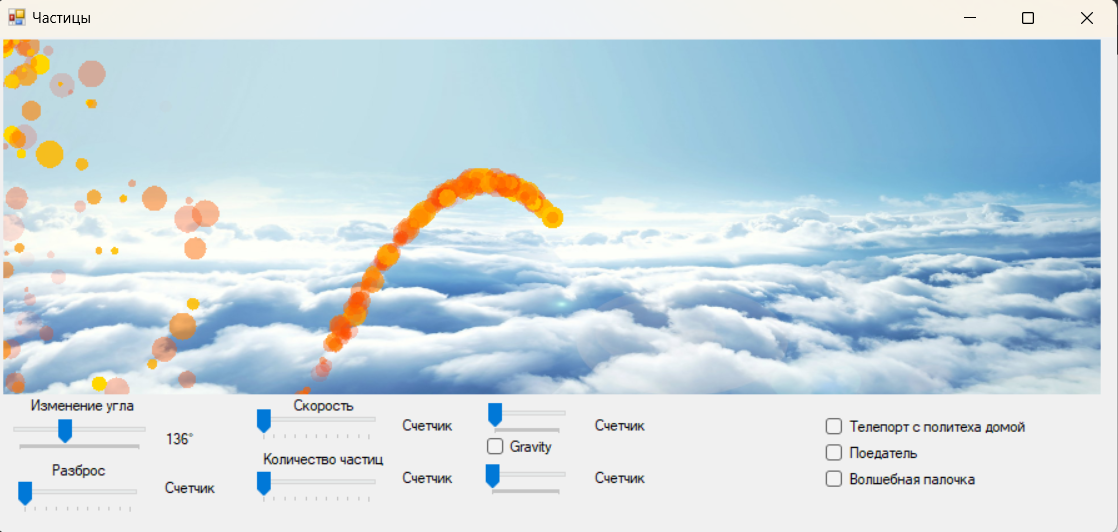 Частицы
Изменение угла
136°
Разброс
Счетчик
Скорость
Счетчик
Количество частиц
Счетчик
Счетчик
Gravity
Счетчик
Телепорт с политеха домой
Поедатель
Волшебная палочка